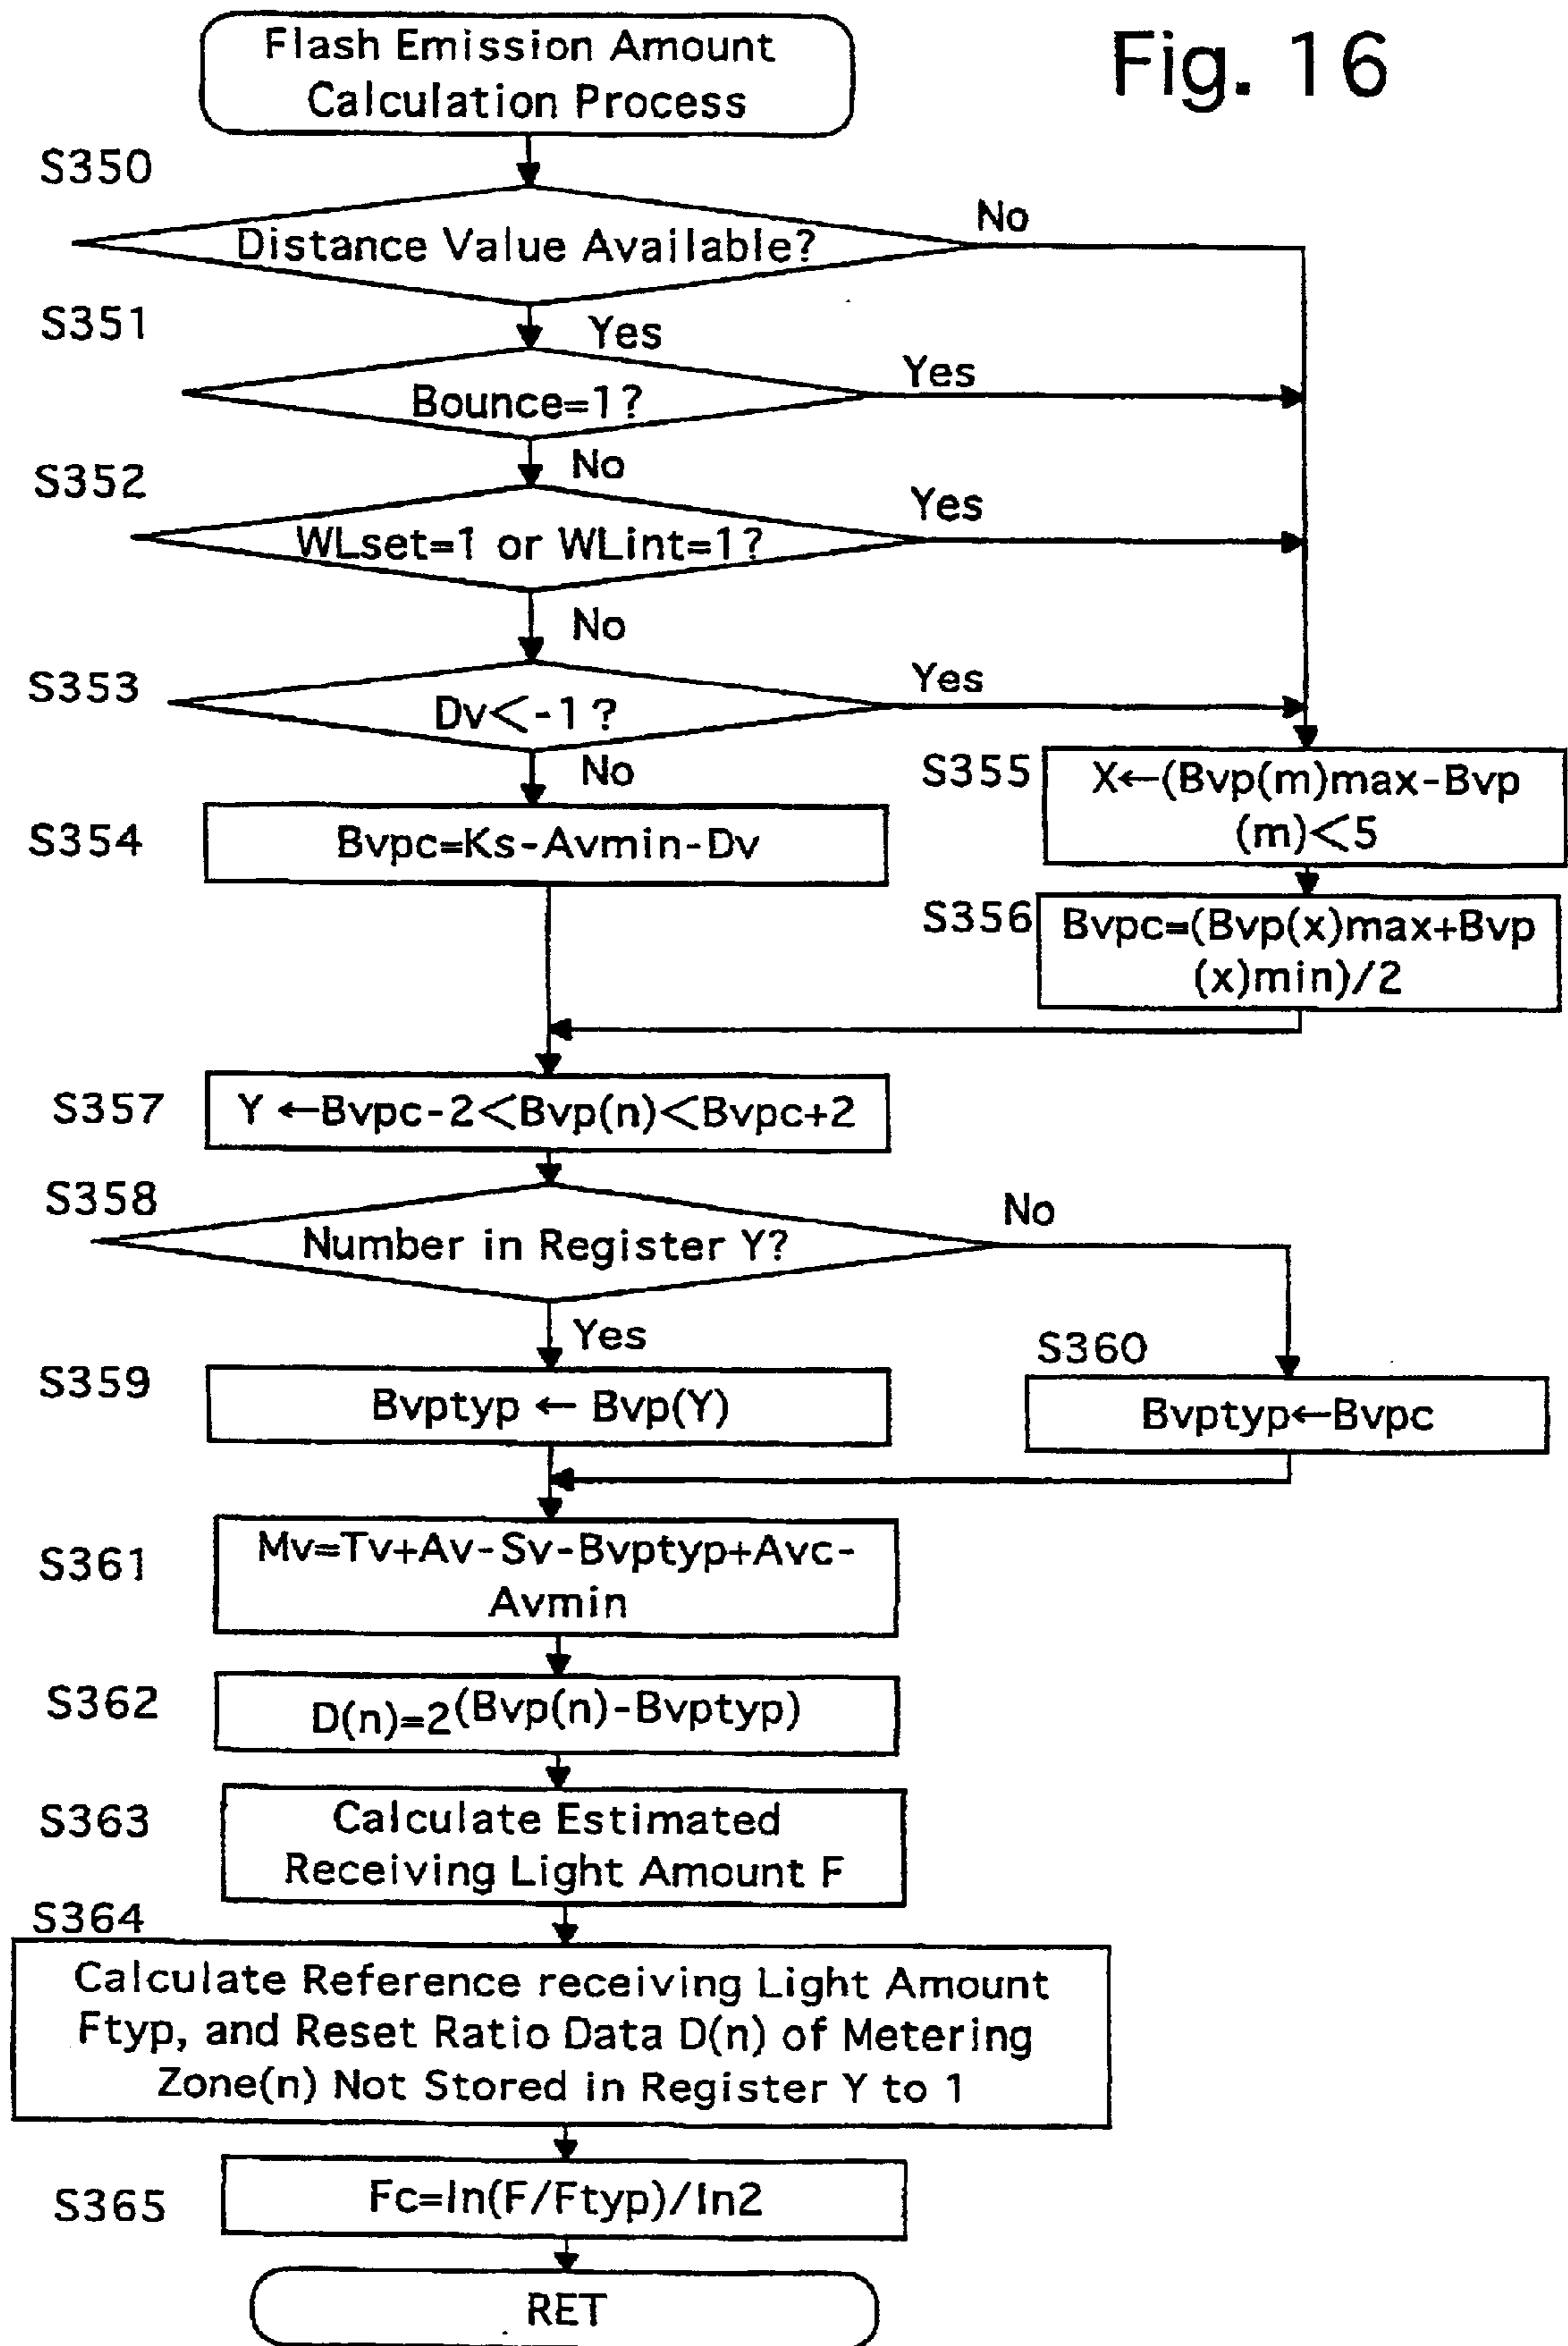 Flash Emission Amount
Calculation Process
Fig. 16
S350
Distance Value Available?
No
S351
Yes
Bounce=1?
Yes
S352
No
WLset=1 or WLint=1?
Yes
No
S353
Dv<-1?
Yes
No
S354
Bvpc=Ks-Avmin-Dv
S355
X←(Bvp(m)max-Bvp
(m)<5
S356
Bvpc=(Bvp(x)max+Bvp
(x)min)/2
S357
Y ←Bvpc-2<Bvp(n)<Bvpc+2
S358
Number in Register Y?
No
Yes
S359
Bvptyp ← Bvp(Y)
S360
Bvptyp←Bvpc
S361
Mv=Tv+Av-Sv-Bvptyp+Avc-
Avmin
S362
D(n)=2(Bvp(n)-Bvptyp)
S363
Calculate Estimated
Receiving Light Amount F
S364
Calculate Reference receiving Light Amount
Ftyp, and Reset Ratio Data D(n) of Metering
Zone(n) Not Stored in Register Y to 1
S365
Fc=ln(F/Ftyp)/ln2
RET